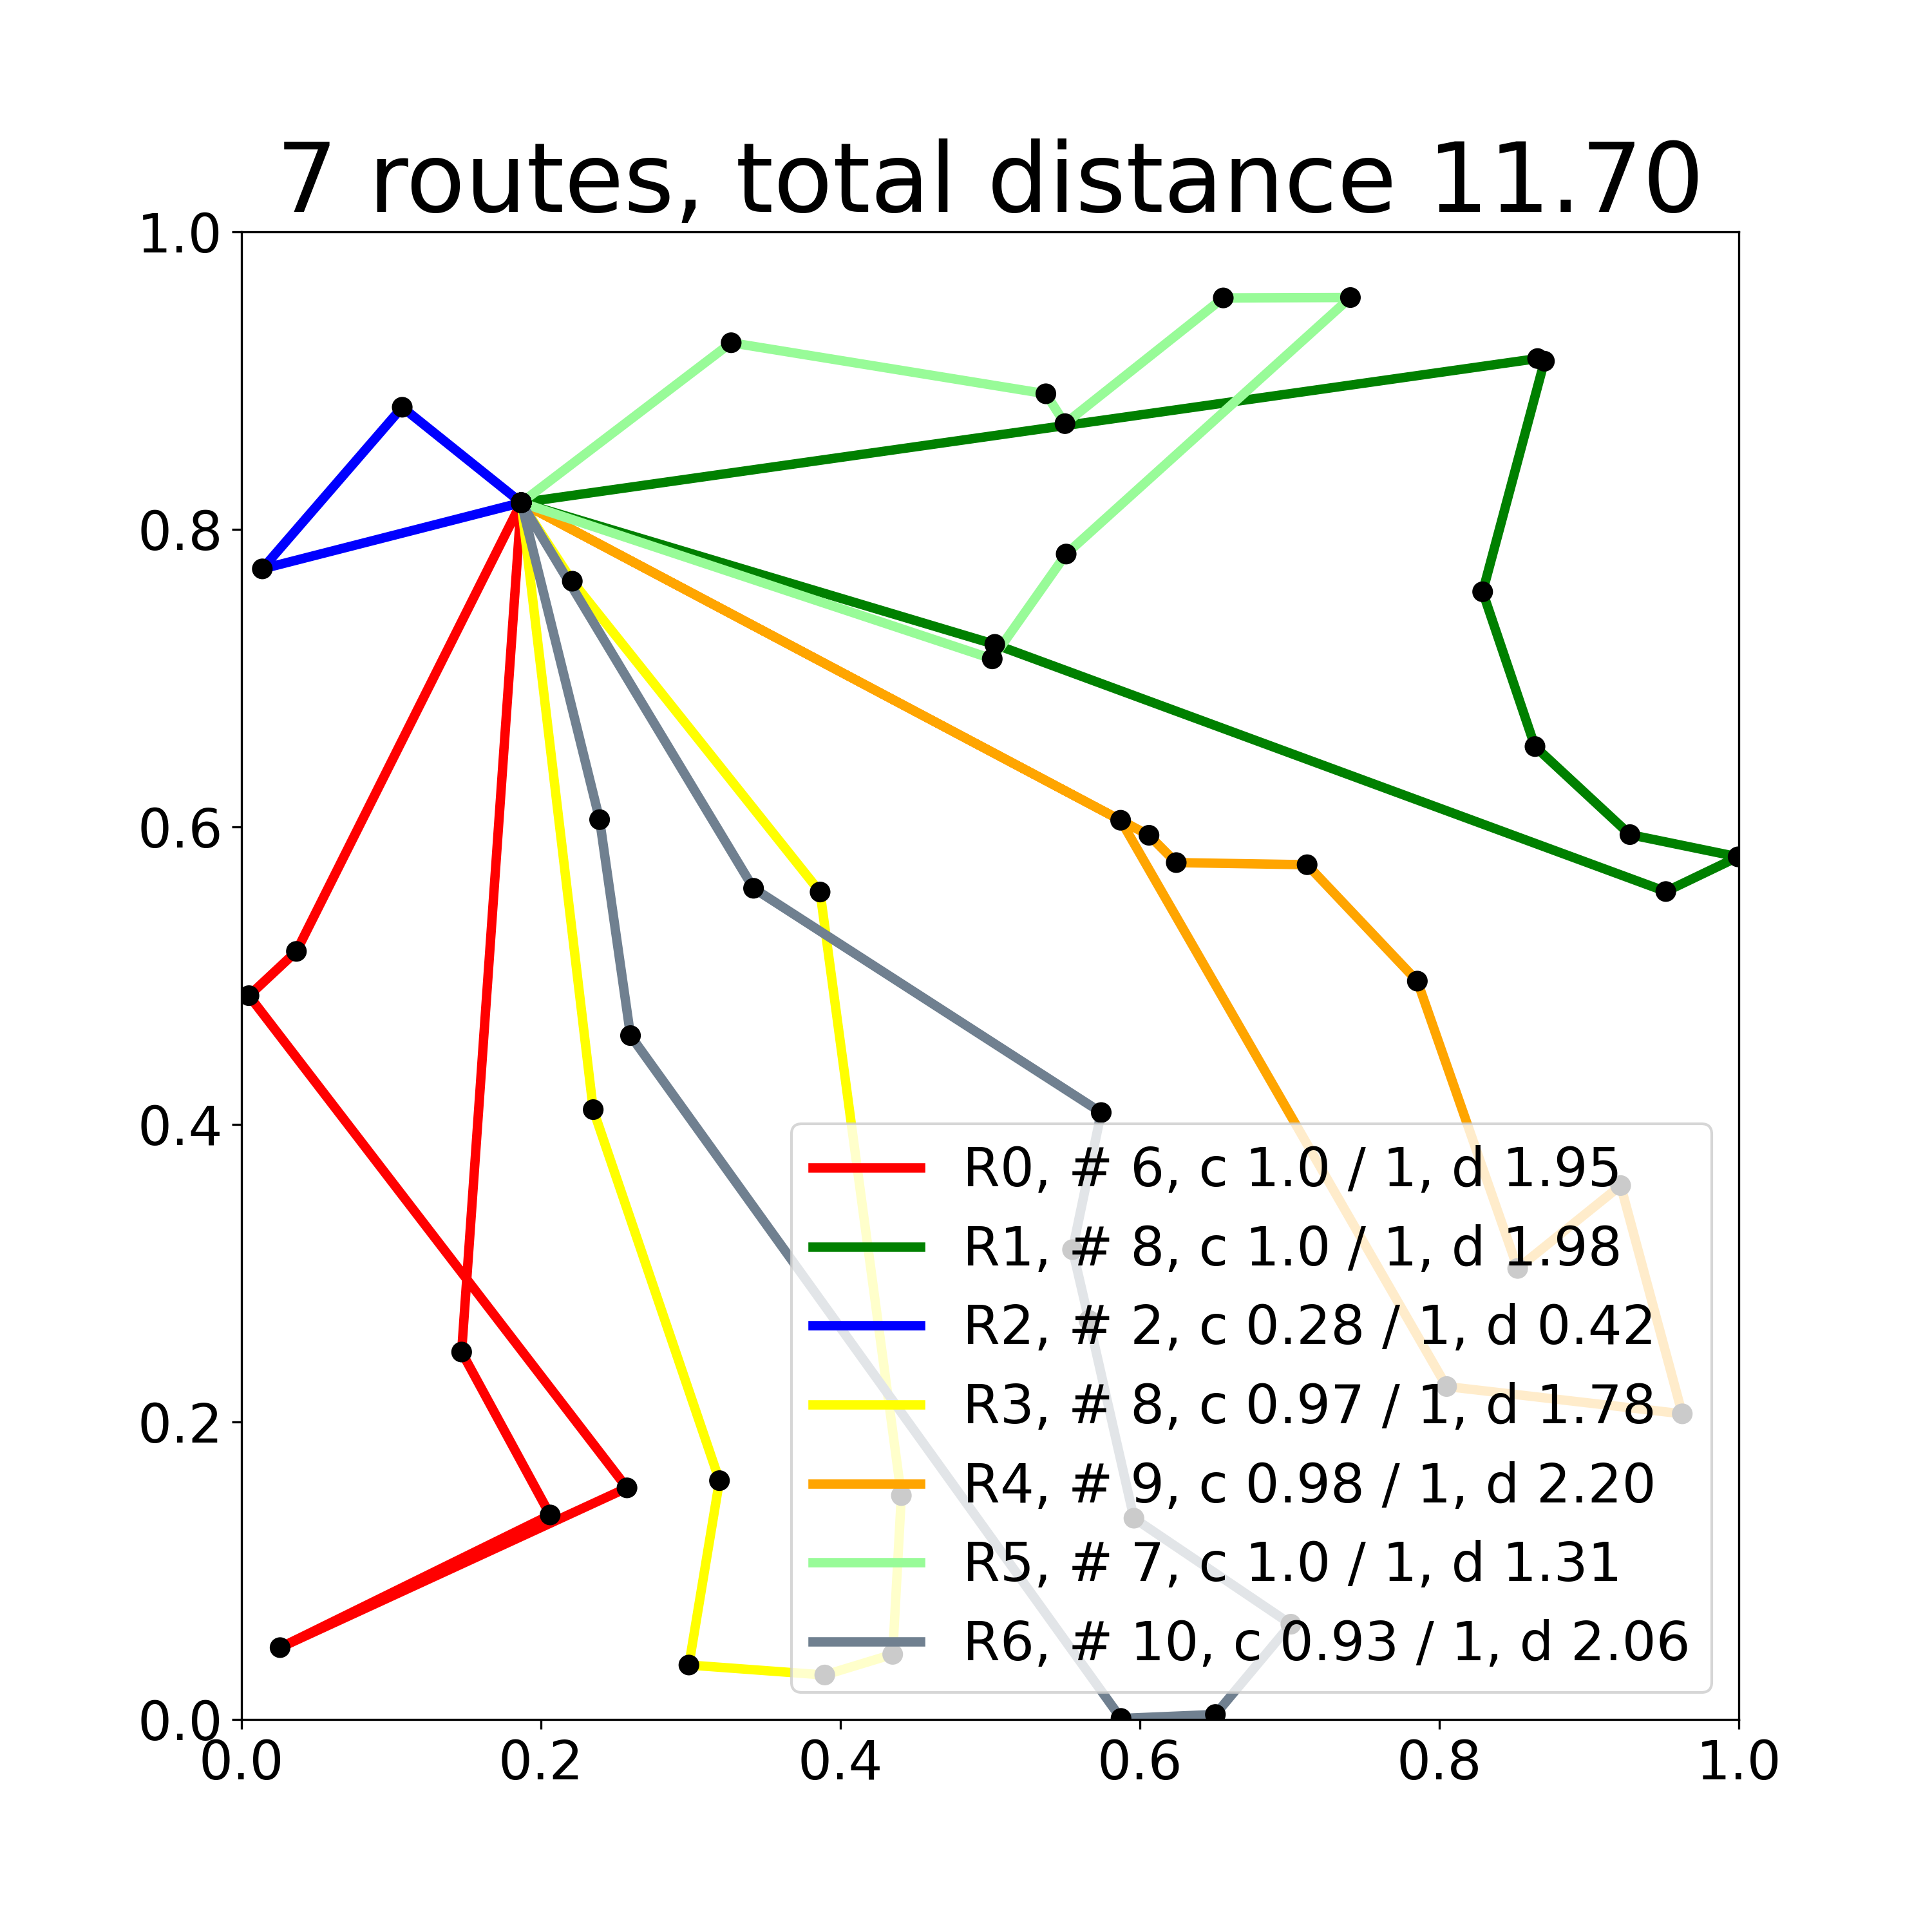 7 routes, total distance 11.70
1.0
0.8
0.6
0.4
0.2
0.0
R0, # 6, c 1.0 / 1, d 1.95
R1, # 8, c 1.0 / 1, d 1.98
R2, # 2, c 0.28 / 1, d 0.42
R3, # 8, c 0.97 / 1, d 1.78
R4, # 9, c 0.98 / 1, d 2.20
R5, # 7, c 1.0 / 1, d 1.31
R6, # 10, c 0.93 / 1, d 2.06
0.0 0.2 0.4 0.6 0.8 1.0